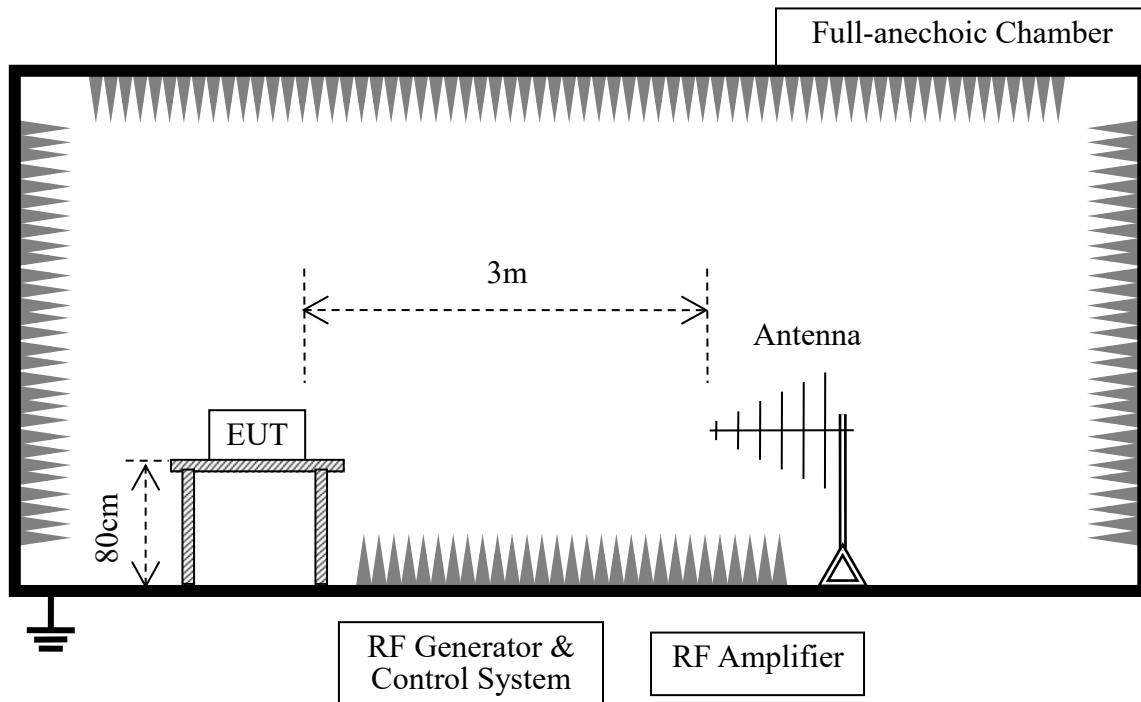 Full-anechoic Chamber
3m
Antenna
EUT
80cm
RF Generator &
Control System
RF Amplifier